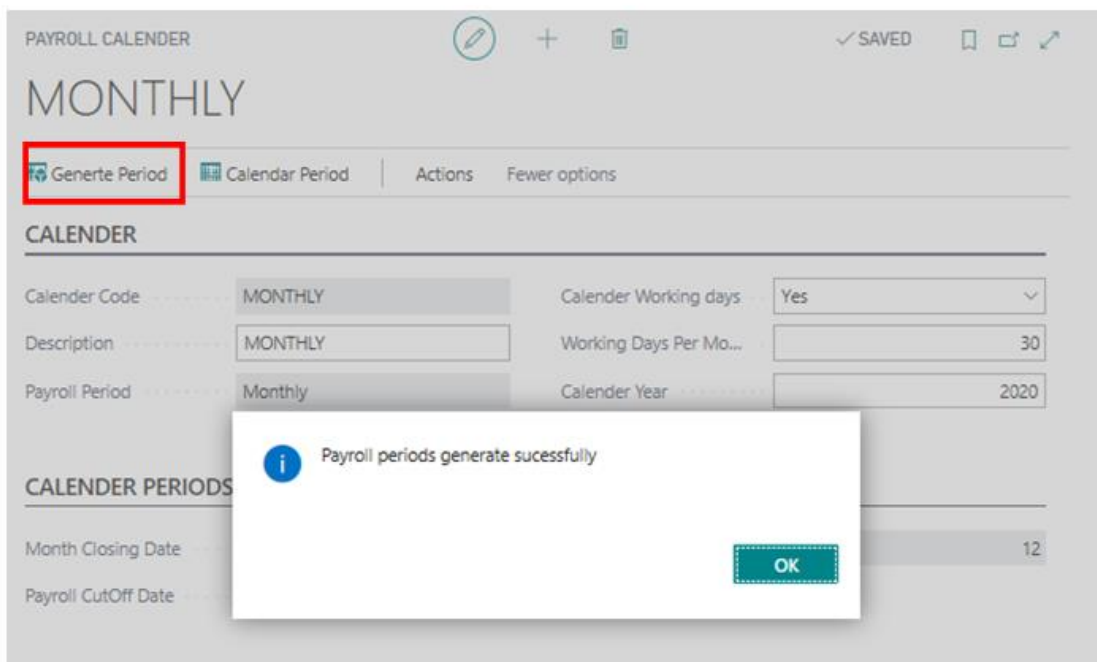 PAYROLL CALENDER SAVED
MONTHLY
Generte Period Calendar Period Actions Fewer options
CALENDER
Calender Code MONTHLY Calender Working days Yes
Description MONTHLY Working Days Per Mo... 30
Payroll Period Monthly Calender Year 2020
Payroll periods generate sucessfully
CALENDER PERIODS
Month Closing Date 12
OK
Payroll CutOff Date